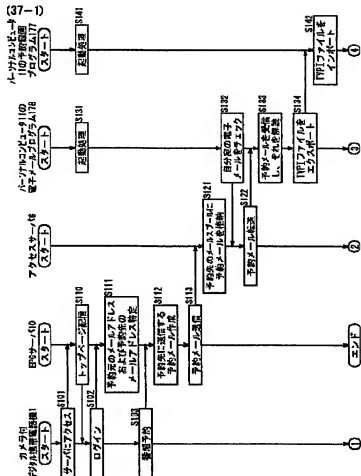 (37-1)
カメラ付
デジタル携帯電話機1
スタート
サーバにアクセス
S101
ログイン
S102
番組予約
S103
①
EPGサーバ10
スタート
トップページ配信
S110
予約元のメールアドレス
および予約先の
メールアドレス特定
S111
予約先に送信する
予約メール作成
S112
予約メール送信
S113
エンド
アクセスサーバ6
スタート
予約先のメールスプールに
予約メールを格納
S121
予約メール転送
S122
②
パーソナルコンピュータ11の
電子メールプログラム178
スタート
起動処理
S131
自分宛の電子
メールをチェック
S132
予約メールを受信
し、それを解読
S133
TVPIファイルを
エクスポート
S134
③
パーソナルコンピュータ
11の予約録画
プログラム177
スタート
起動処理
S141
TVPIファイルを
インポート
S142
④